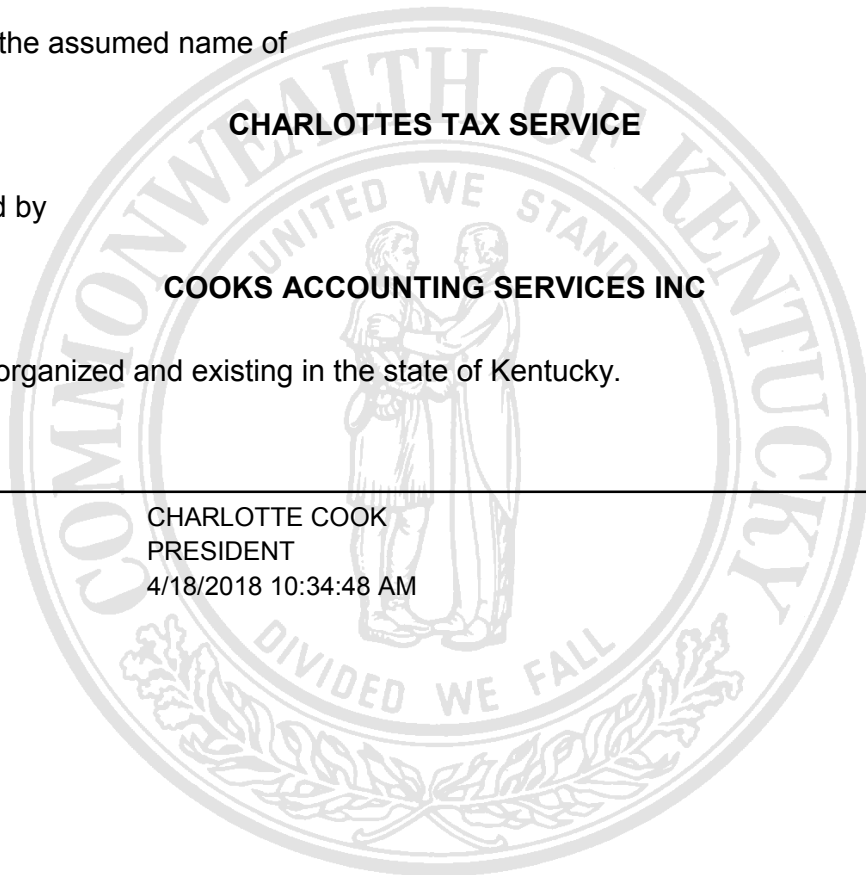 the assumed name of
CHARLOTTES TAX SERVICE
d by
COOKS ACCOUNTING SERVICES INC
organized and existing in the state of Kentucky.
CHARLOTTE COOK
PRESIDENT
4/18/2018 10:34:48 AM
COMMONWEALTH OF KENTUCKY
UNITED WE STAND
DIVIDED WE FALL